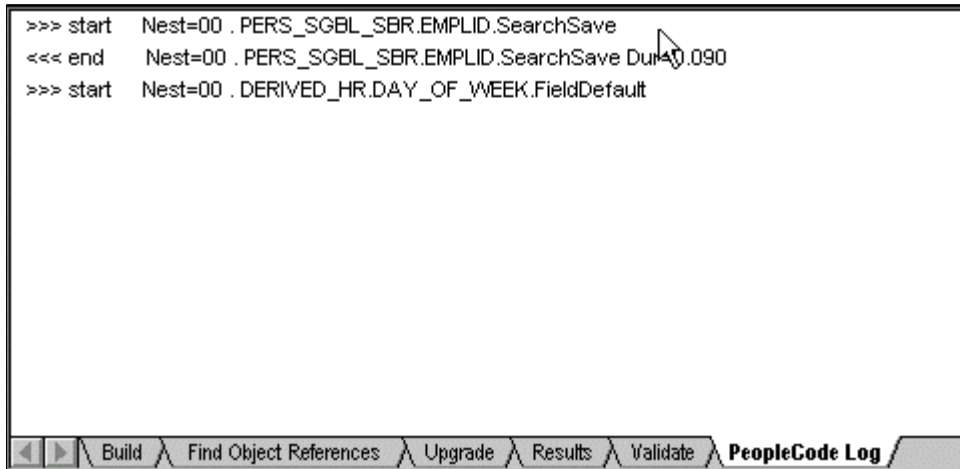 >>> start Nest=00 . PERS_SGBL_SBR.EMPLID.SearchSave
<<< end Nest=00 . PERS_SGBL_SBR.EMPLID.SearchSave Dur=0.090
>>> start Nest=00 . DERIVED_HR.DAY_OF_WEEK.FieldDefault
Build Find Object References Upgrade Results Validate PeopleCode Log